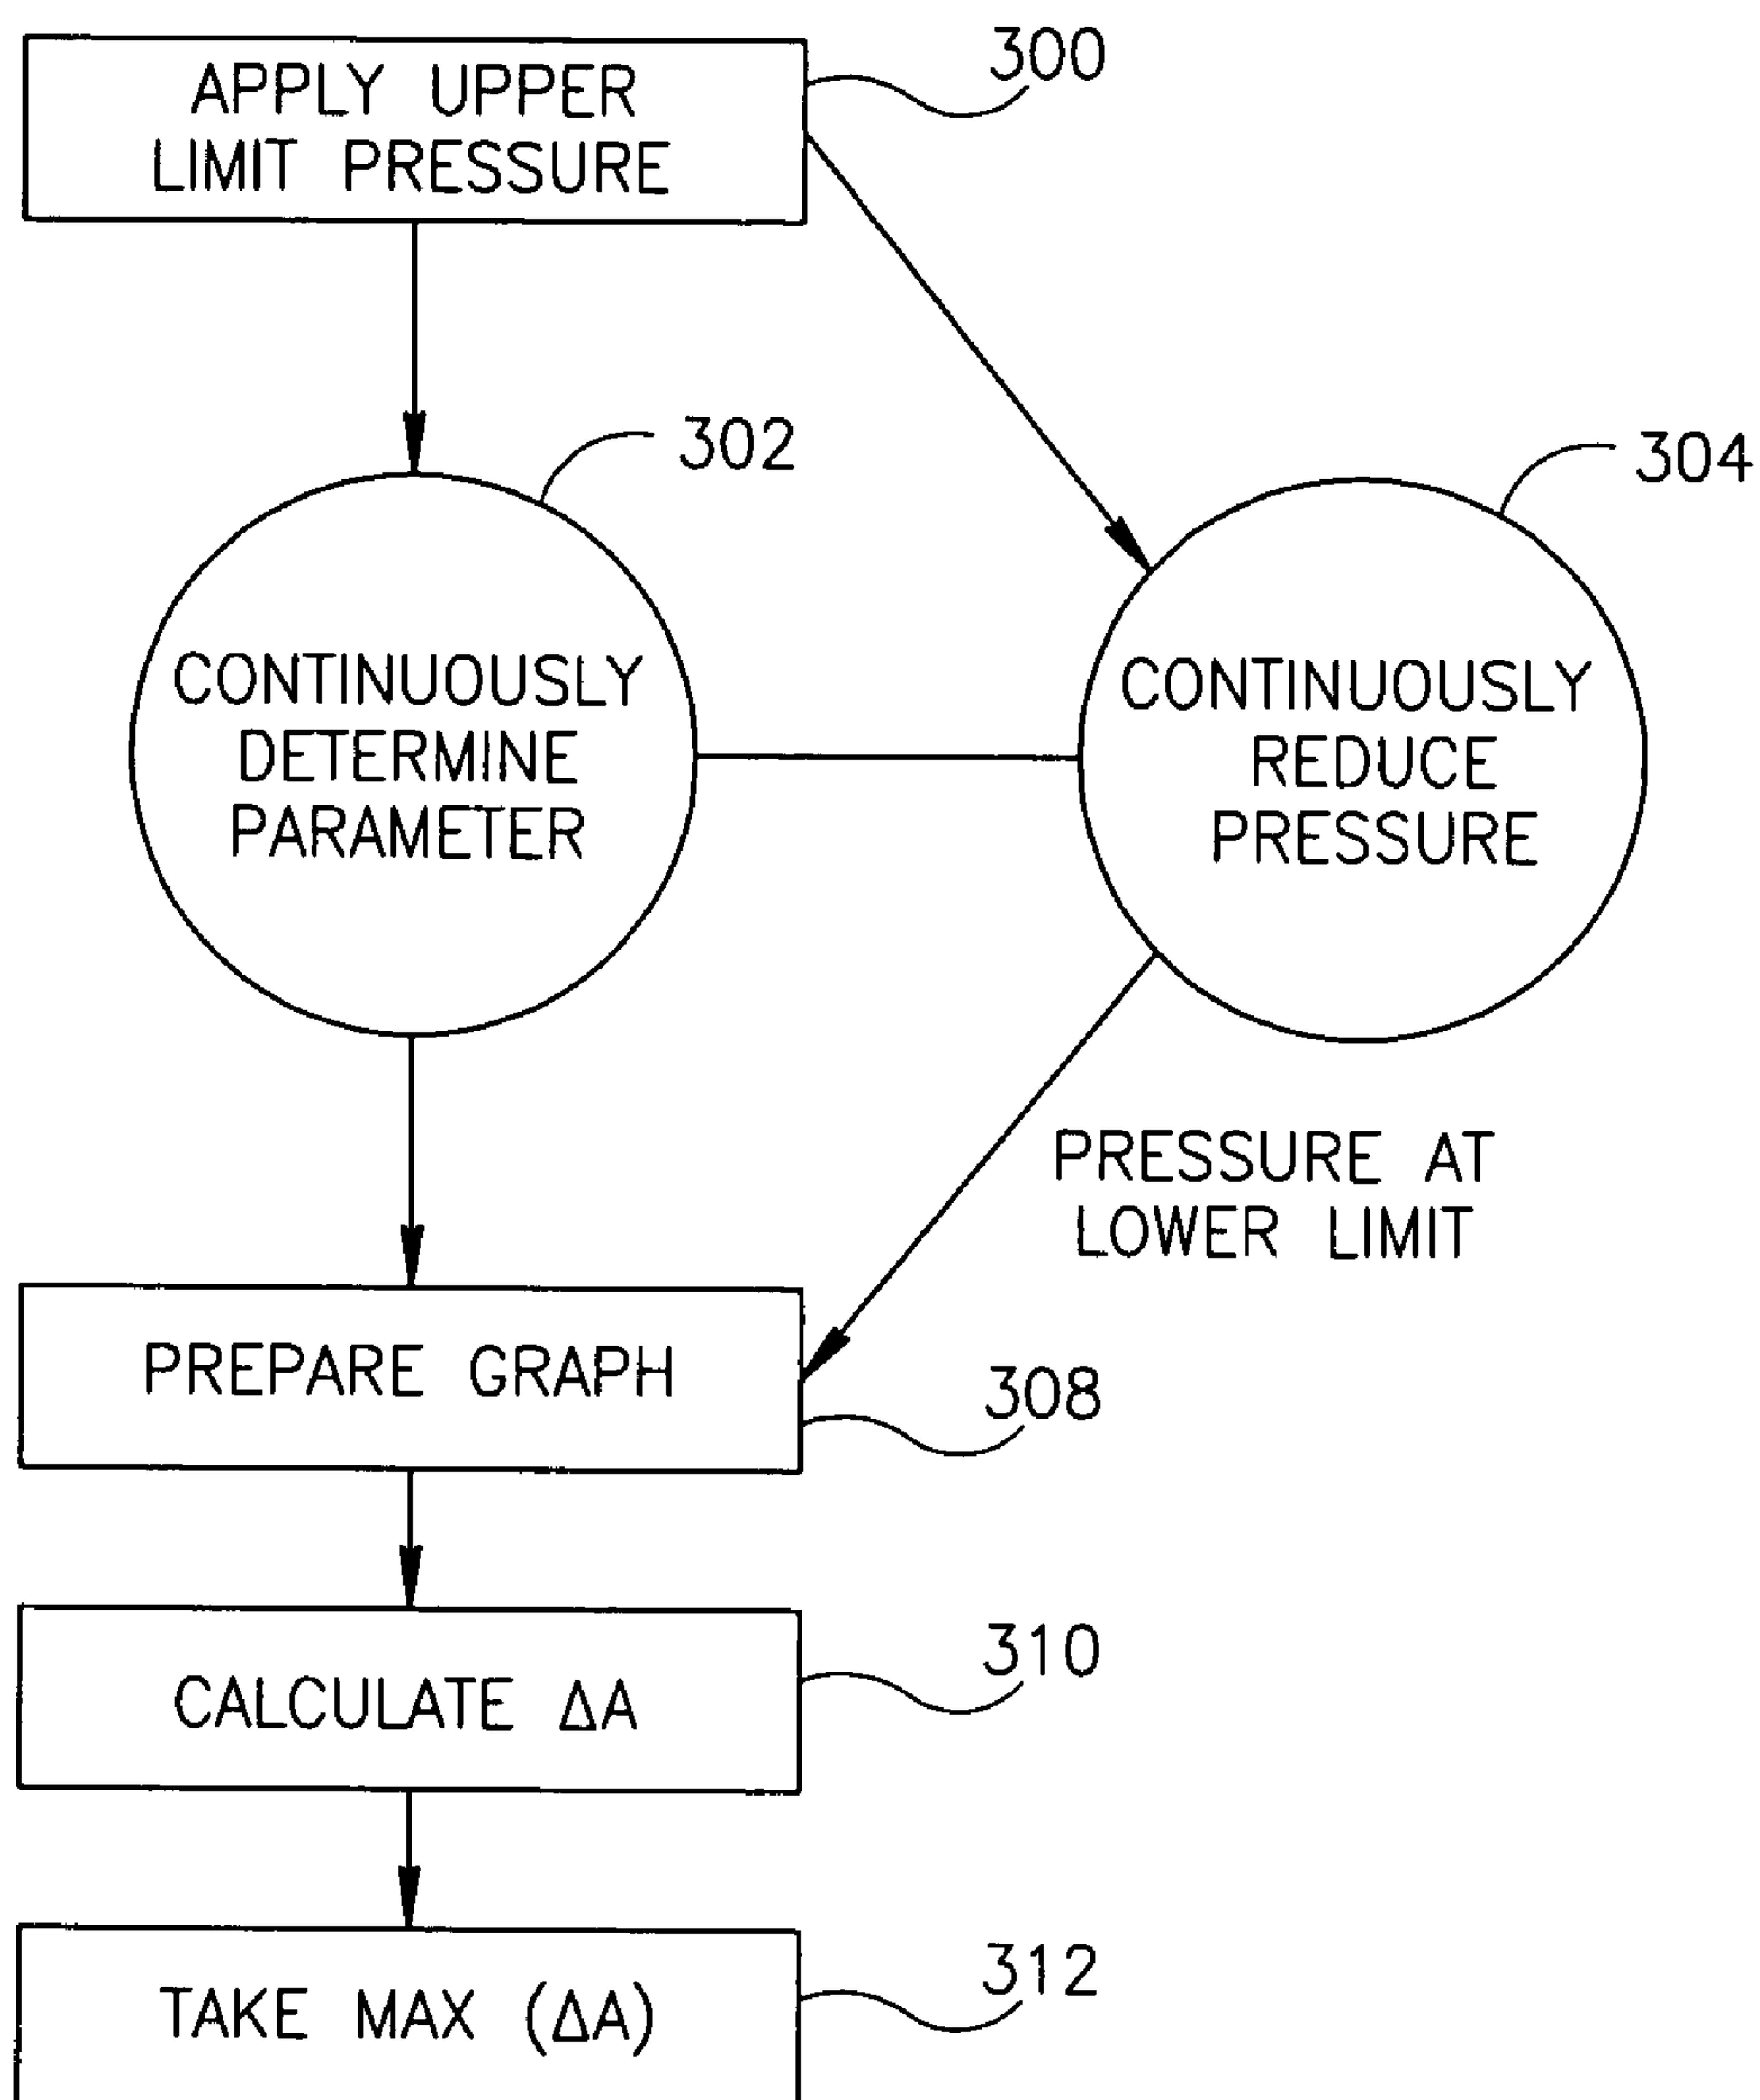 APPLY UPPER
LIMIT PRESSURE
300
302
304
CONTINUOUSLY
DETERMINE
PARAMETER
CONTINUOUSLY
REDUCE
PRESSURE
PRESSURE AT
LOWER LIMIT
PREPARE GRAPH
308
CALCULATE ΔA
310
TAKE MAX (ΔA)
312